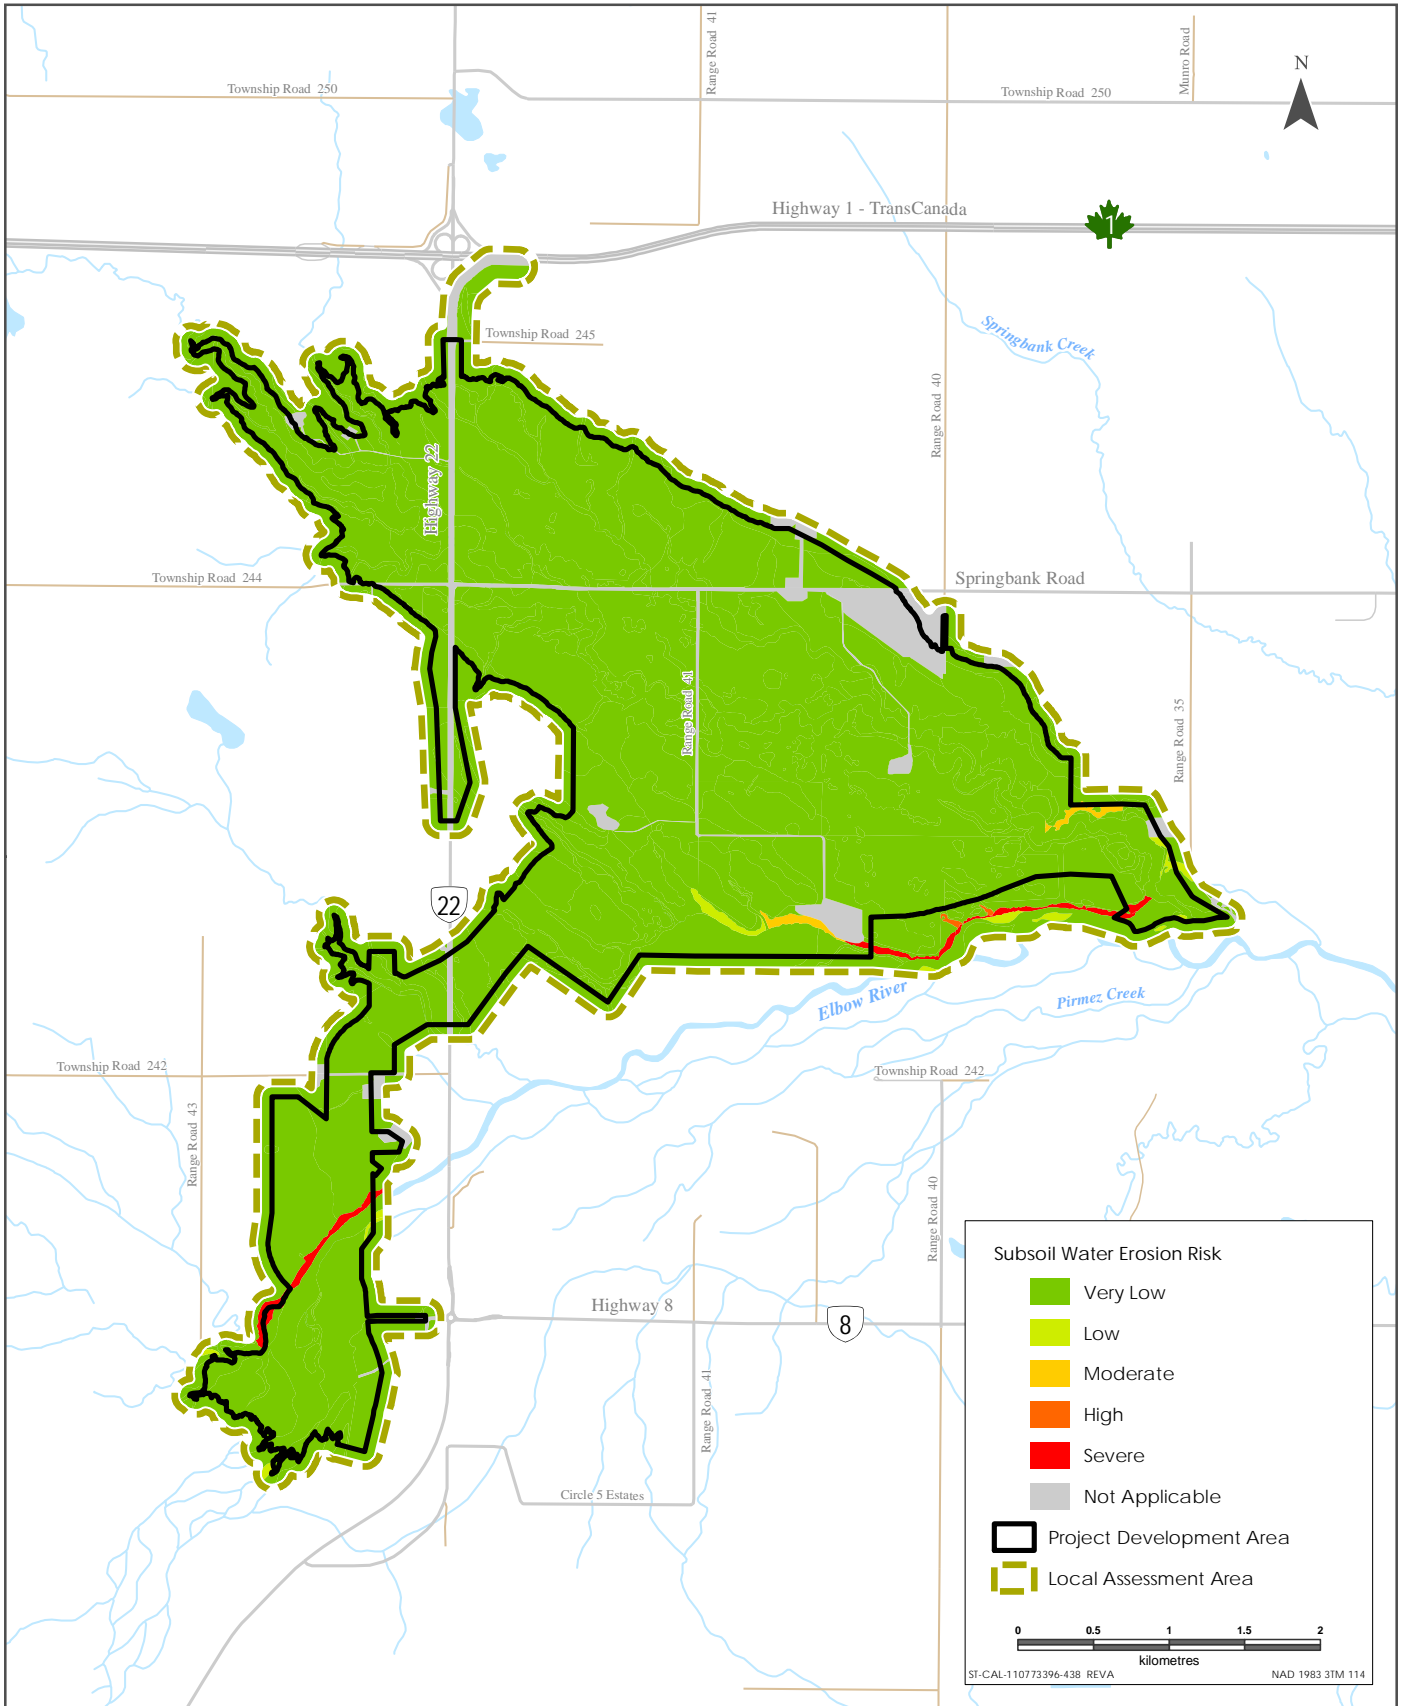 Range Road 41
Munro Road
N
Township Road 250
Township Road 250
Highway 1 - TransCanada
1
Springbank Creek
Township Road 245
Range Road 40
Highway 22
Township Road 244
Springbank Road
Range Road 41
Range Road 35
22
Elbow River
Pirmez Creek
Township Road 242
Township Road 242
Range Road 43
Range Road 40
Highway 8
8
Range Road 41
Circle 5 Estates
Subsoil Water Erosion Risk
Very Low
Low
Moderate
High
Severe
Not Applicable
Project Development Area
Local Assessment Area
0 0.5 1 1.5 2
kilometres
ST-CAL-110773396-438 REVA NAD 1983 3TM 114